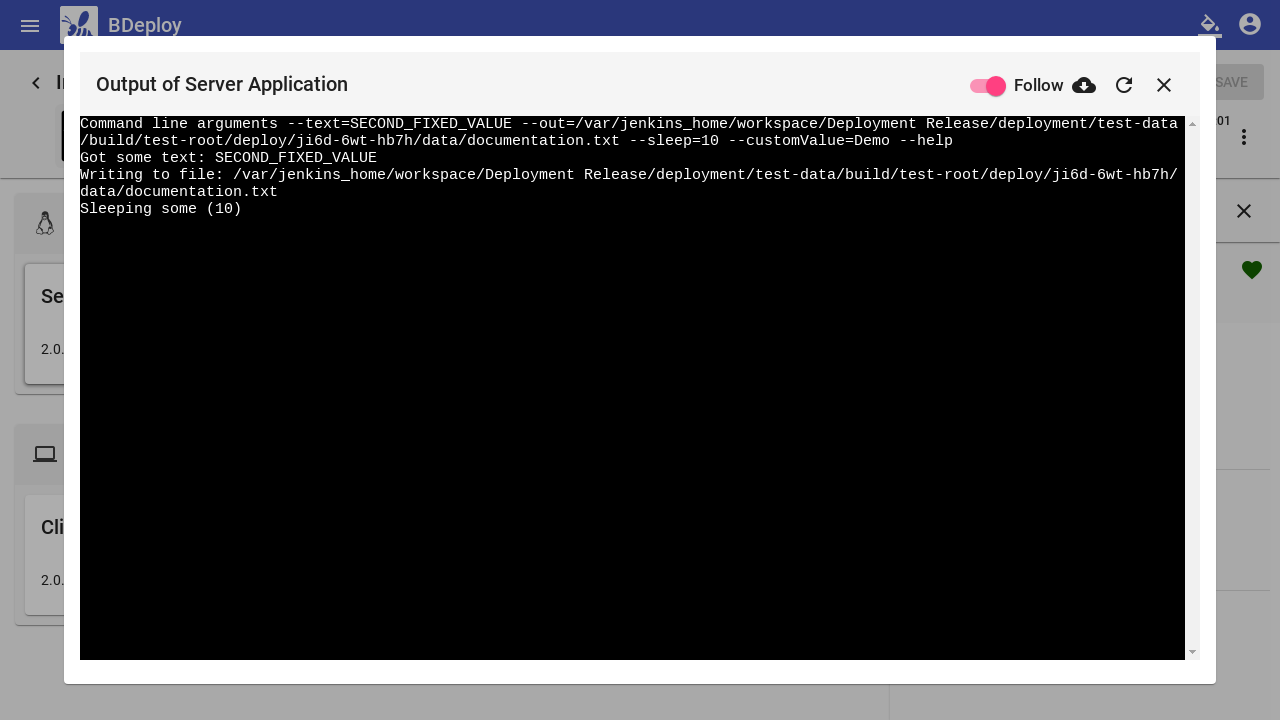 BDeploy
SAVE
Output of Server Application
Follow
Command line arguments --text=SECOND_FIXED_VALUE --out=/var/jenkins_home/workspace/Deployment Release/deployment/test-data
/build/test-root/deploy/ji6d-6wt-hb7h/data/documentation.txt --sleep=10 --customValue=Demo --help
Got some text: SECOND_FIXED_VALUE
Writing to file: /var/jenkins_home/workspace/Deployment Release/deployment/test-data/build/test-root/deploy/ji6d-6wt-hb7h/
data/documentation.txt
Sleeping some (10)
Se
2.0.
Cli
2.0.